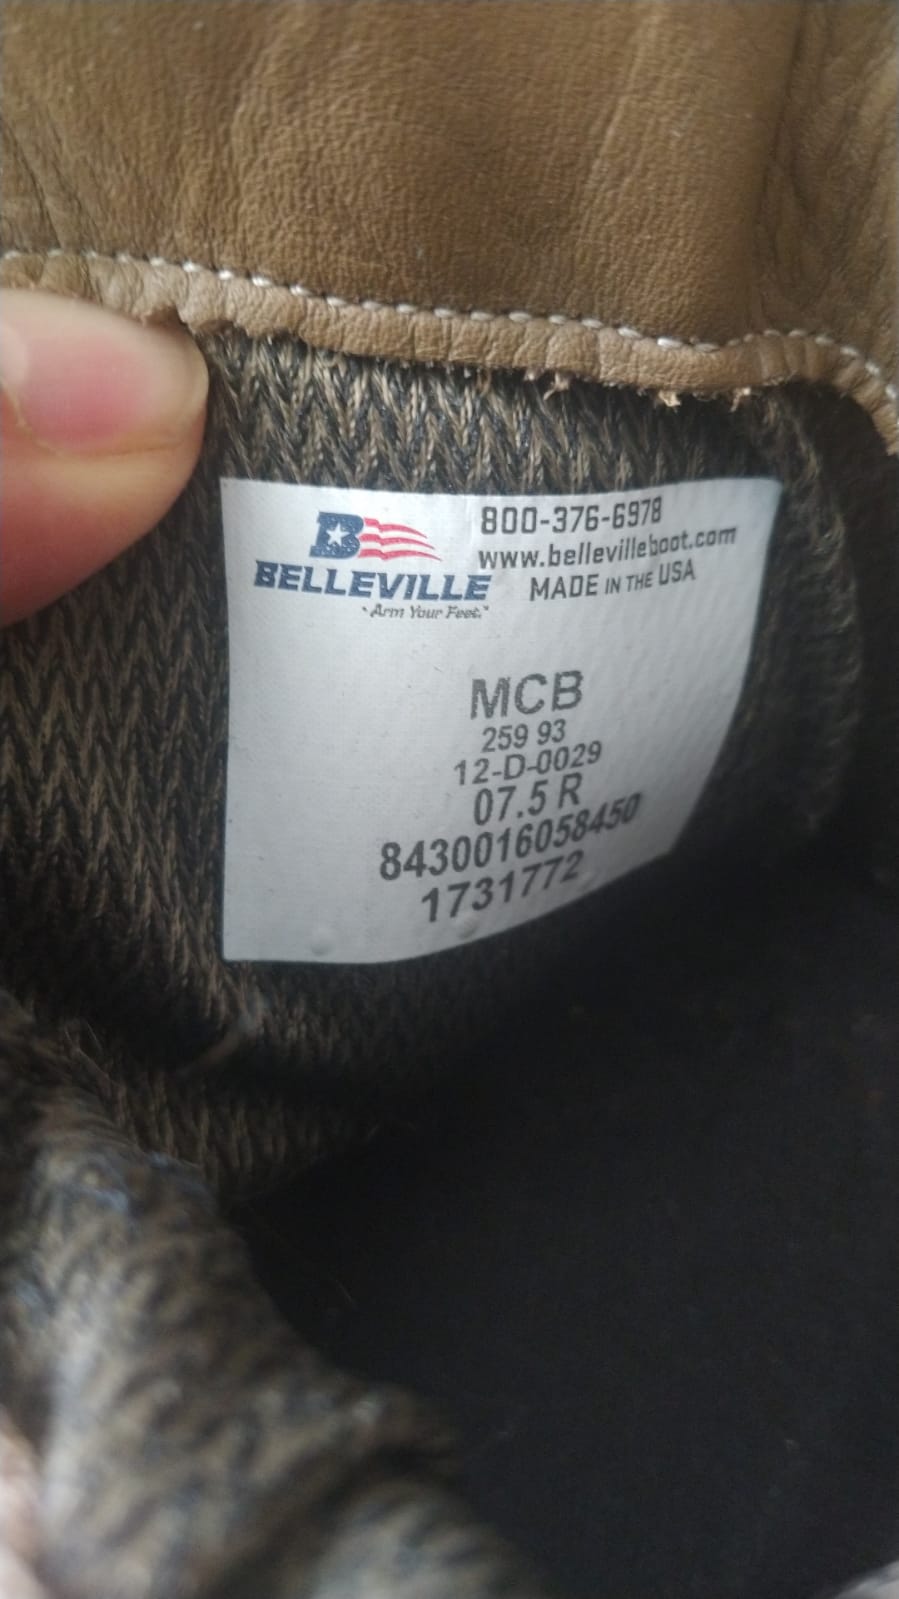 B
BELLEVILLE
"Arm Your Feet."
800-376-6978
www.bellevilleboot.com
MADE IN THE USA
MCB
259 93
12-D-0029
07.5 R
8430016058450
1731772